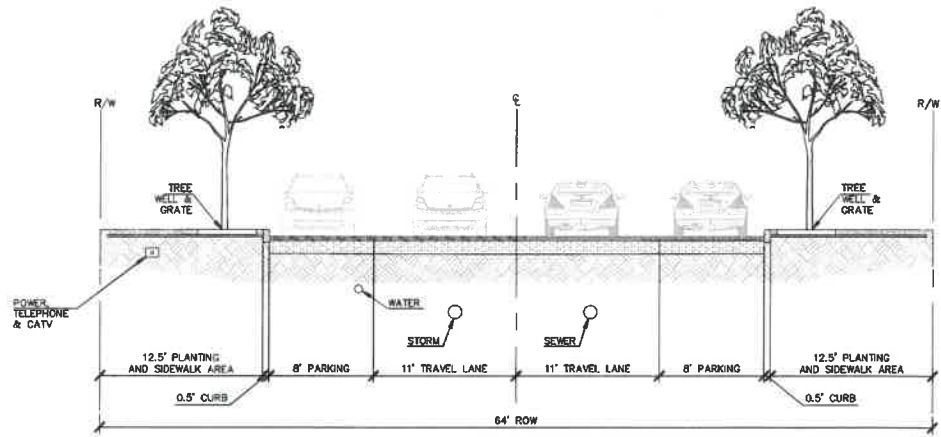 R/W
℄
R/W
TREE
WELL &
GRATE
TREE
WELL &
GRATE
POWER,
TELEPHONE
& CATV
WATER
STORM
SEWER
12.5' PLANTING
AND SIDEWALK AREA
8' PARKING
11' TRAVEL LANE
11' TRAVEL LANE
8' PARKING
12.5' PLANTING
AND SIDEWALK AREA
0.5' CURB
0.5' CURB
64' ROW